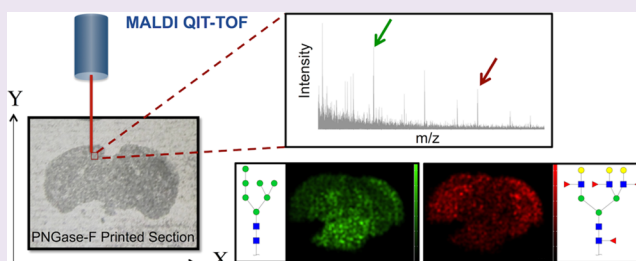 MALDI QIT-TOF
Y
Intensity
m/z
PNGase-F Printed Section
X